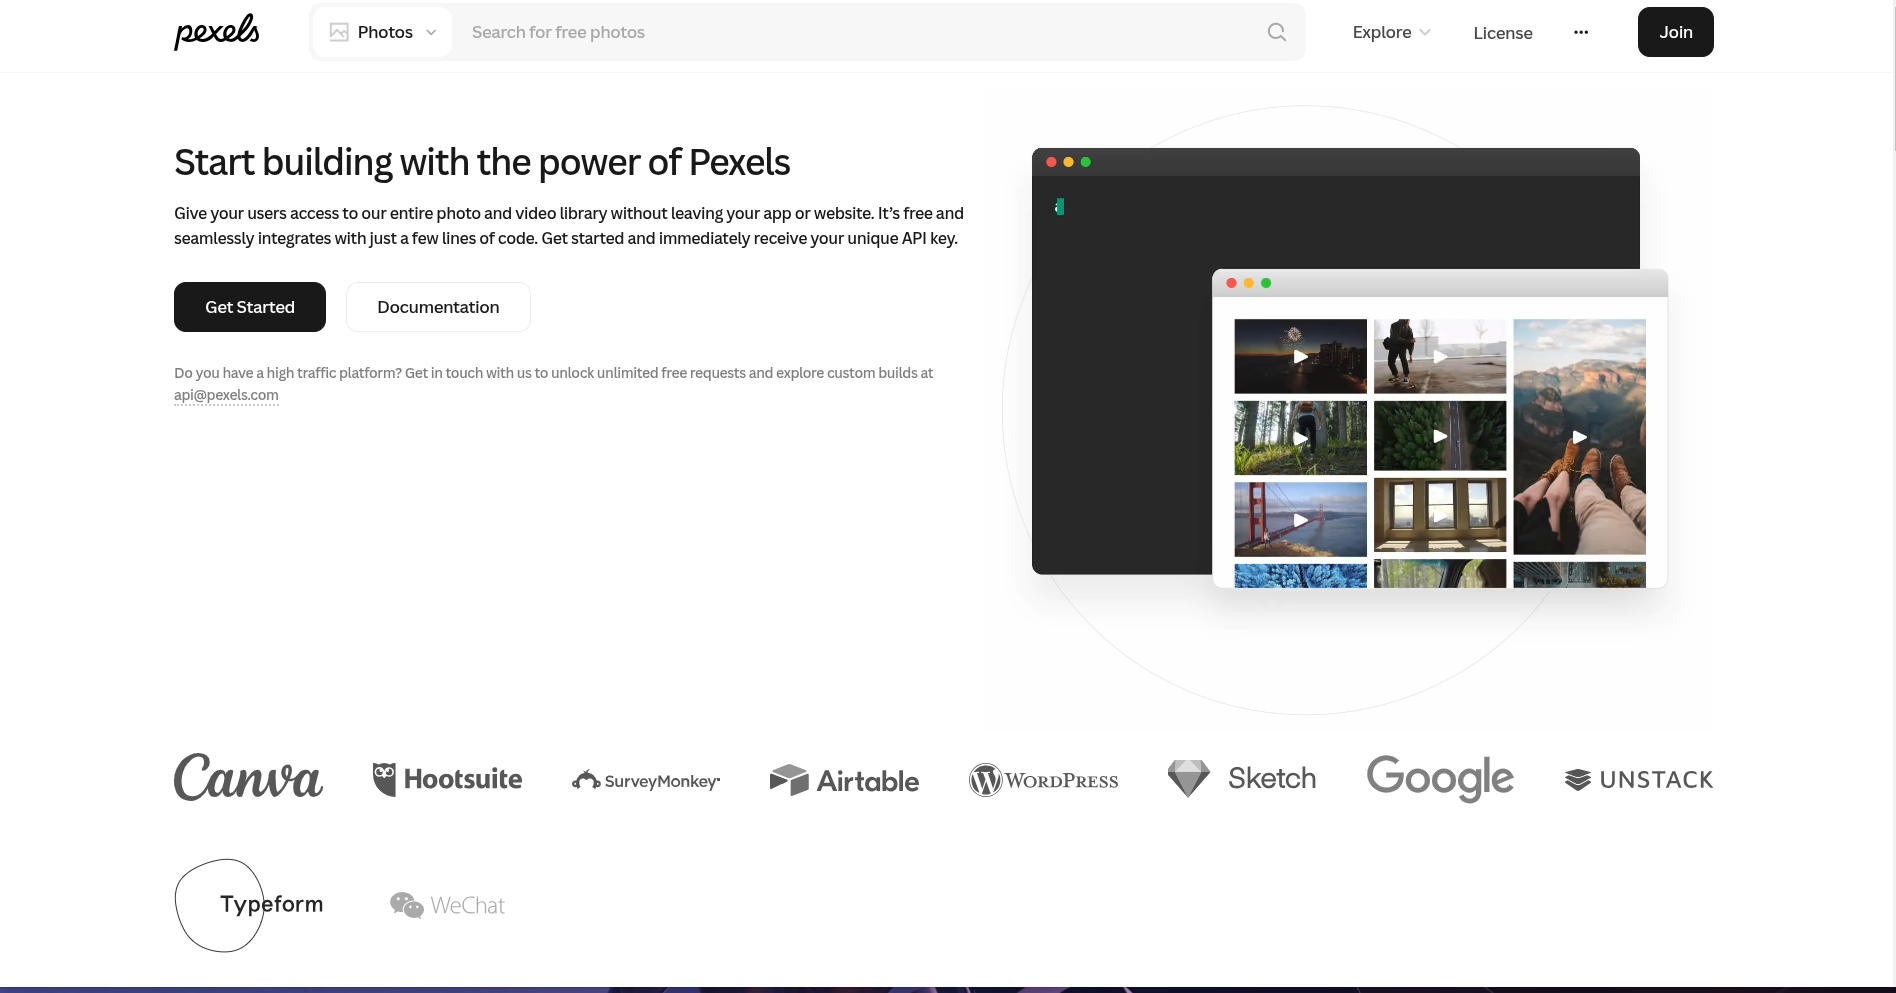 pexels
Photos
Search for free photos
Explore
License
Join
Start building with the power of Pexels
Give your users access to our entire photo and video library without leaving your app or website. It’s free and
seamlessly integrates with just a few lines of code. Get started and immediately receive your unique API key.
Get Started
Documentation
Do you have a high traffic platform? Get in touch with us to unlock unlimited free requests and explore custom builds at
api@pexels.com
Canva
Hootsuite
SurveyMonkey
Airtable
WordPress
Sketch
Google
UNSTACK
Typeform
WeChat